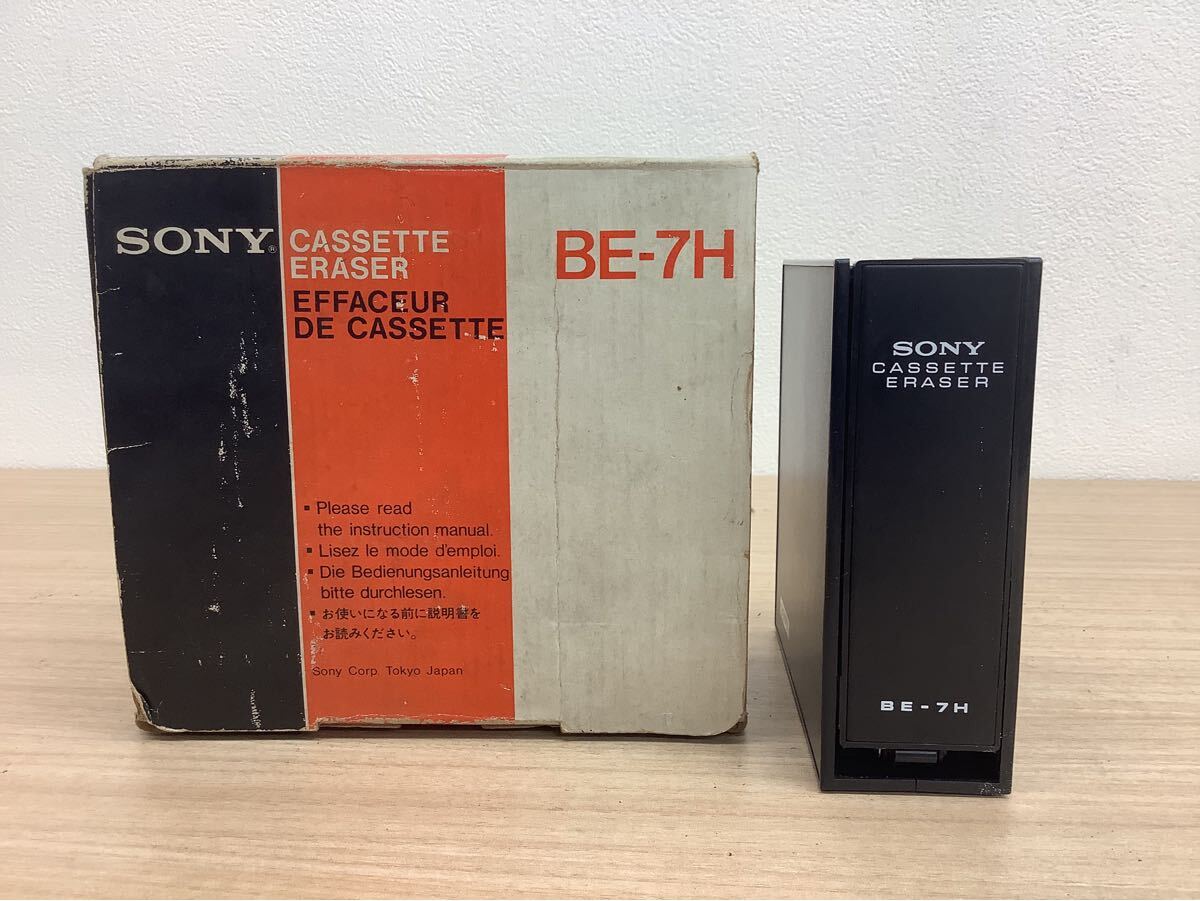 SONY®
CASSETTE
ERASER
EFFACEUR
DE CASSETTE
BE-7H
▪ Please read
the instruction manual.
▪ Lisez le mode d'emploi.
▪ Die Bedienungsanleitung
bitte durchlesen.
▪ お使いになる前に説明書を
お読みください。
Sony Corp. Tokyo Japan
SONY
CASSETTE
ERASER
BE-7H